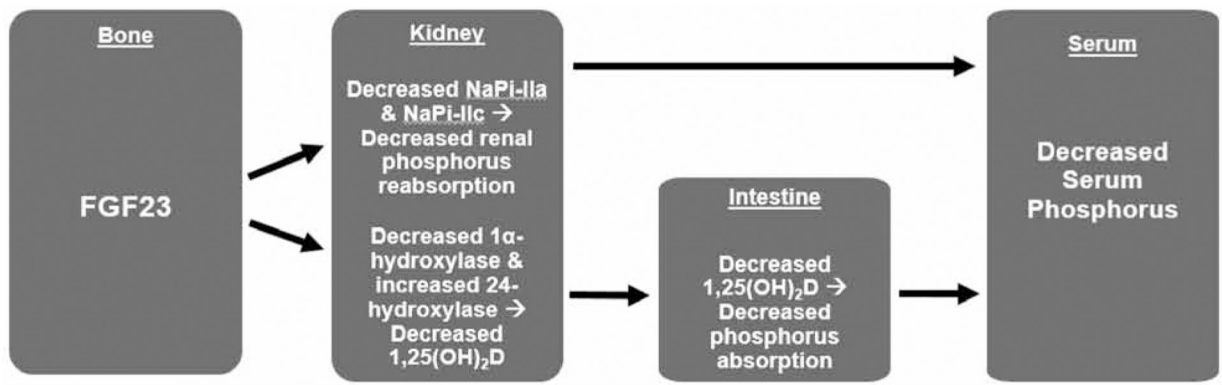 Bone
FGF23
Kidney
Decreased NaPi-IIa
& NaPi-IIc →
Decreased renal
phosphorus
reabsorption
Decreased 1α-
hydroxylase &
increased 24-
hydroxylase →
Decreased
1,25(OH)₂D
Intestine
Decreased
1,25(OH)₂D →
Decreased
phosphorus
absorption
Serum
Decreased
Serum
Phosphorus